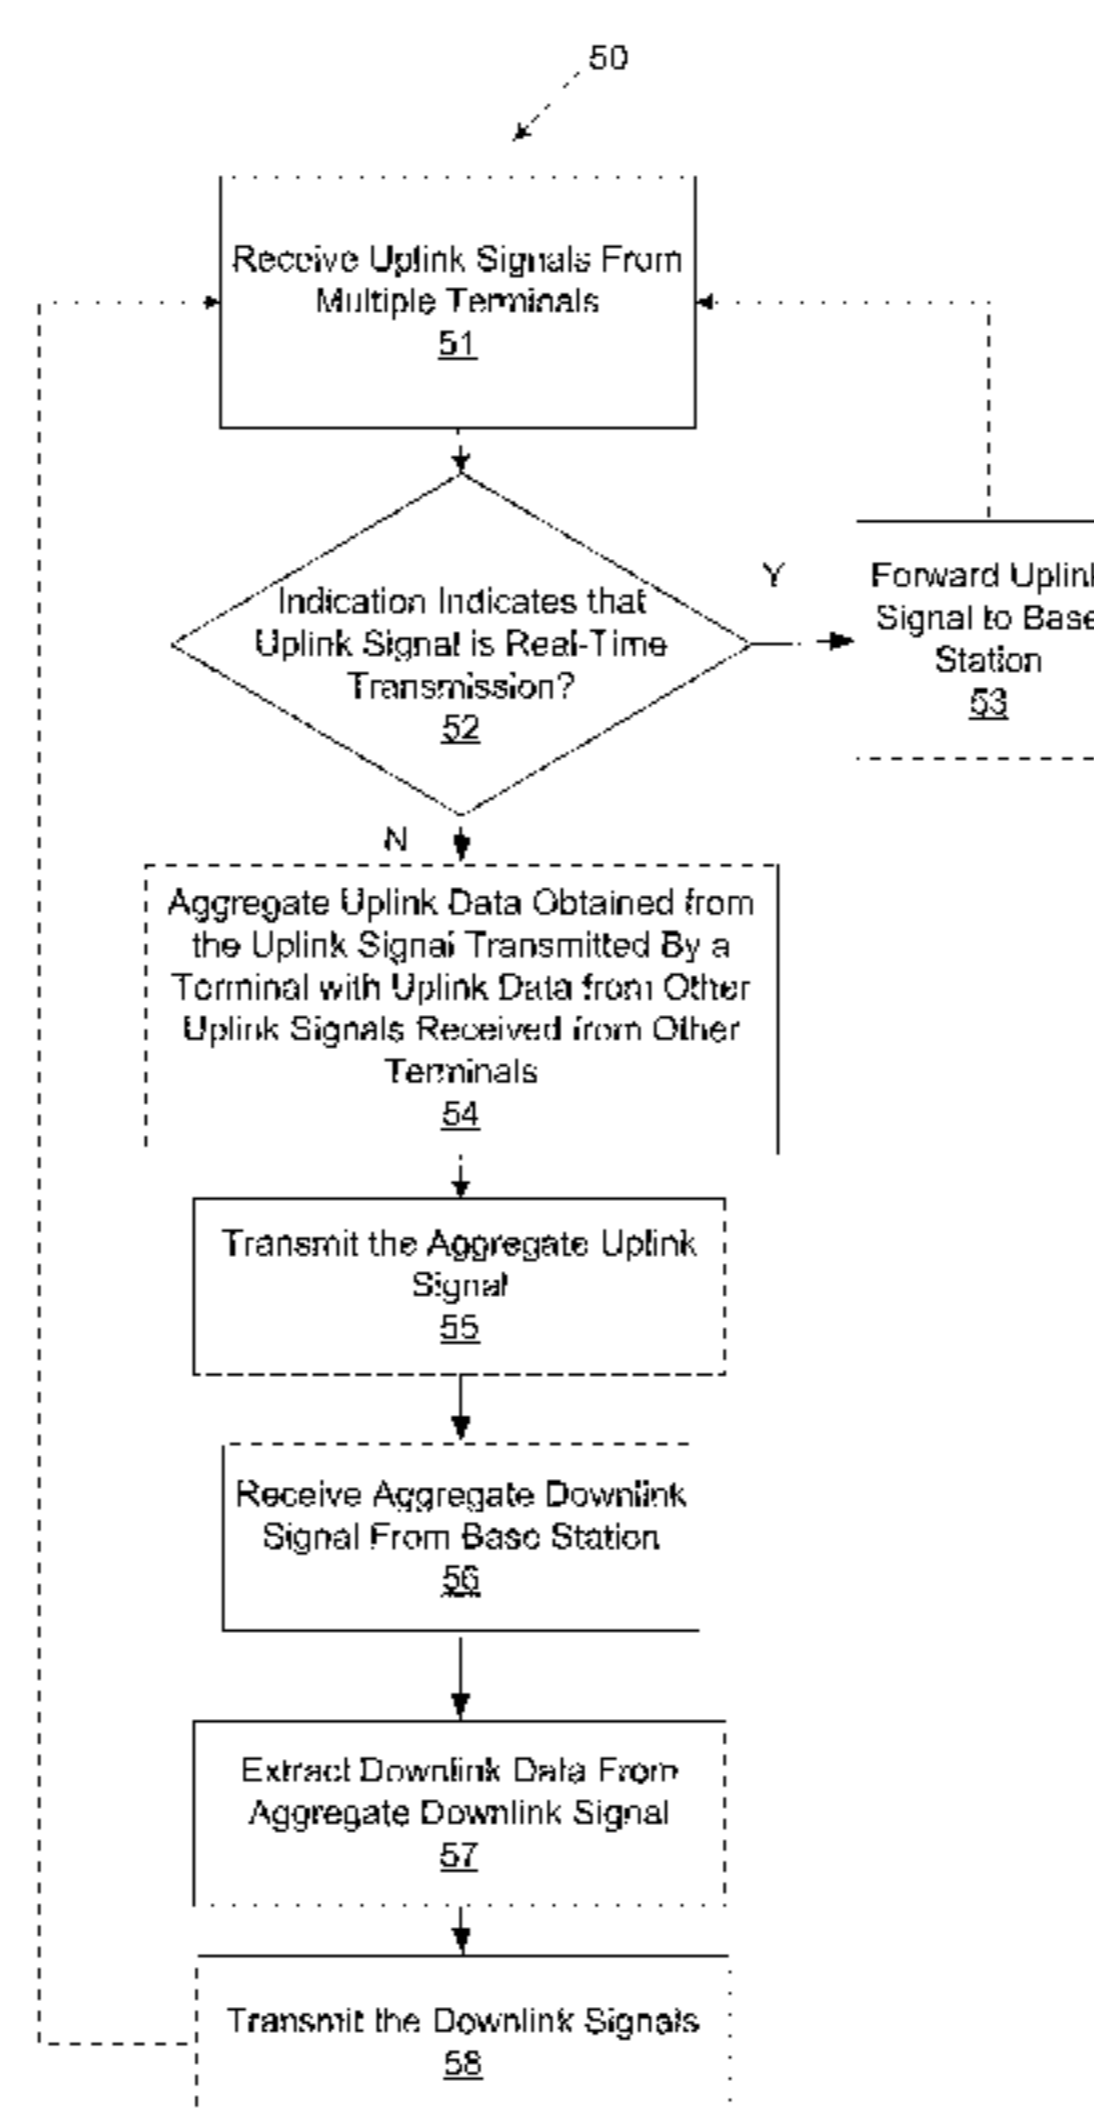 50
Receive Uplink Signals From
Multiple Terminals
51
Indication Indicates that
Uplink Signal is Real-Time
Transmission?
52
Y
Forward Uplink
Signal to Base
Station
53
N
Aggregate Uplink Data Obtained from
the Uplink Signal Transmitted By a
Terminal with Uplink Data from Other
Uplink Signals Received from Other
Terminals
54
Transmit the Aggregate Uplink
Signal
55
Receive Aggregate Downlink
Signal From Base Station
56
Extract Downlink Data From
Aggregate Downlink Signal
57
Transmit the Downlink Signals
58